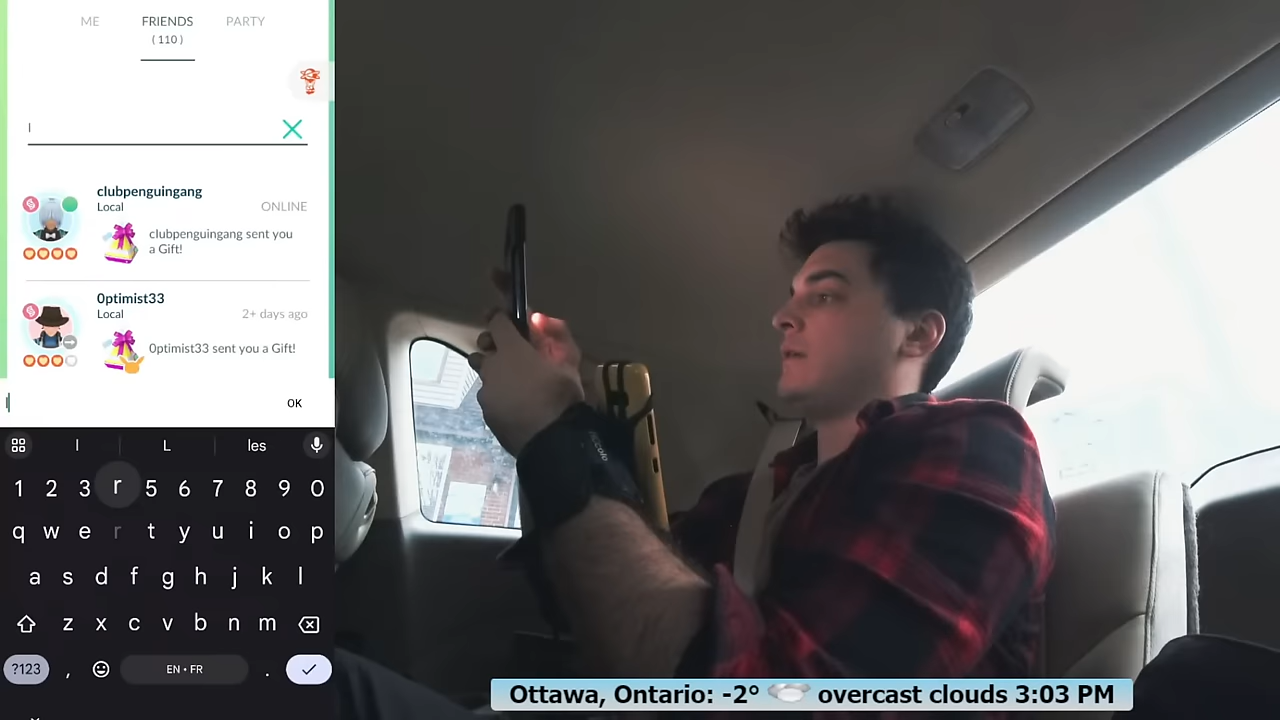 ME FRIENDS PARTY
( 110 )
l
clubpenguingang
Local
ONLINE
clubpenguingang sent you
a Gift!
0ptimist33
Local
2+ days ago
0ptimist33 sent you a Gift!
l
OK
l L les
1 2 3 r 5 6 7 8 9 0
q w e r t y u i o p
a s d f g h j k l
z x c v b n m
?123 , EN • FR .
Ottawa, Ontario: -2° overcast clouds 3:03 PM